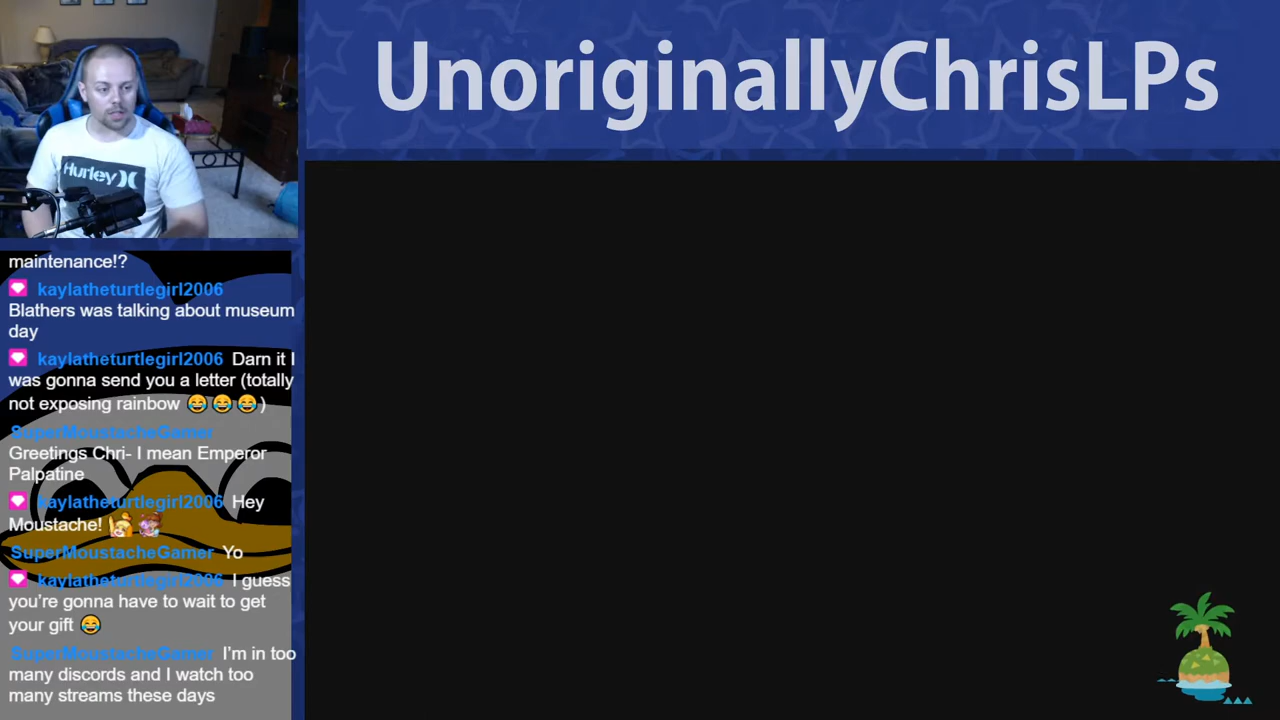 UnoriginallyChrisLPs
Hurley
maintenance!?
kaylatheturtlegirl2006
Blathers was talking about museum
day
kaylatheturtlegirl2006 Darn it I
was gonna send you a letter (totally
not exposing rainbow 😂😂😂)
SuperMoustacheGamer
Greetings Chri- I mean Emperor
Palpatine
kaylatheturtlegirl2006 Hey
Moustache!
SuperMoustacheGamer Yo
kaylatheturtlegirl2006 I guess
you’re gonna have to wait to get
your gift 😂
SuperMoustacheGamer I’m in too
many discords and I watch too
many streams these days